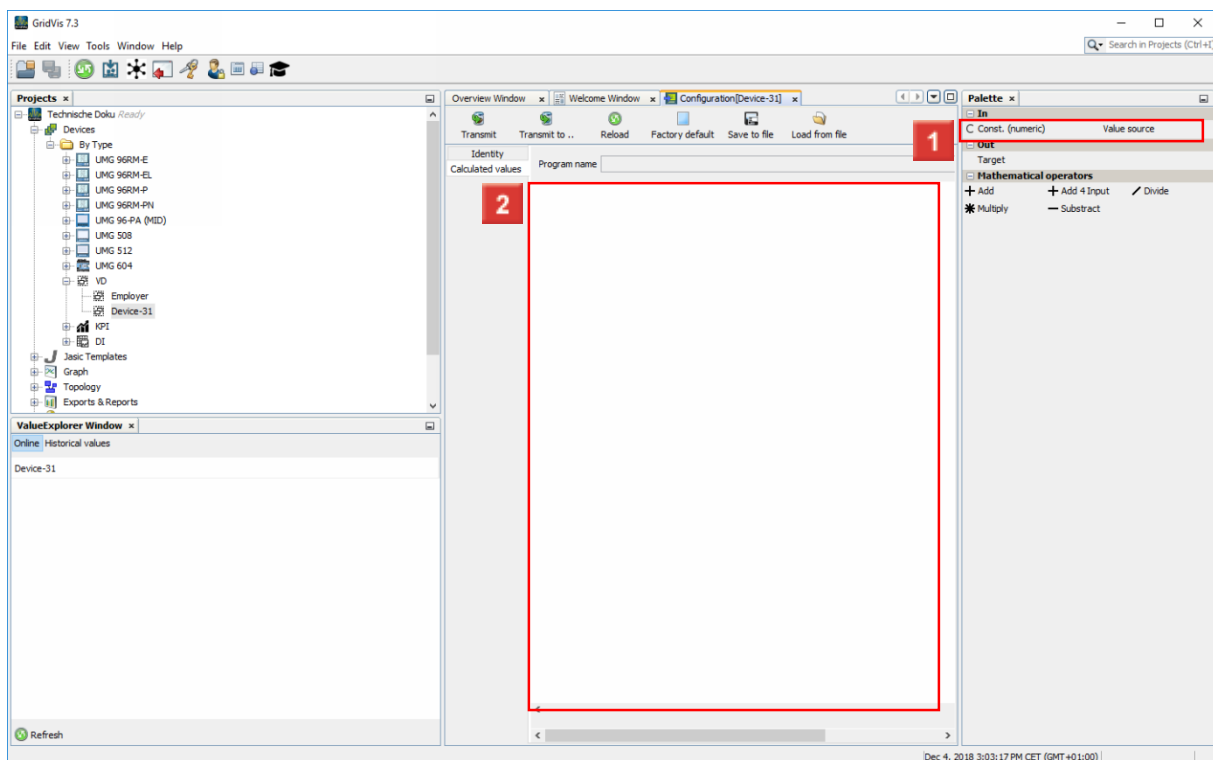 GridVis 7.3
File Edit View Tools Window Help
Search in Projects (Ctrl+I)
Projects
Technische Doku Ready
Devices
By Type
UMG 96RM-E
UMG 96RM-EL
UMG 96RM-P
UMG 96RM-PN
UMG 96-PA (MID)
UMG 508
UMG 512
UMG 604
VD
Employer
Device-31
KPI
DI
Jasic Templates
Graph
Topology
Exports & Reports
ValueExplorer Window
Online Historical values
Device-31
Refresh
Overview Window Welcome Window Configuration[Device-31]
Transmit Transmit to .. Reload Factory default Save to file Load from file
Identity
Calculated values
Program name
2
1
Palette
In
C Const. (numeric) Value source
Out
Target
Mathematical operators
Add Add 4 Input Divide
Multiply Substract
Dec 4, 2018 3:03:17 PM CET (GMT+01:00)